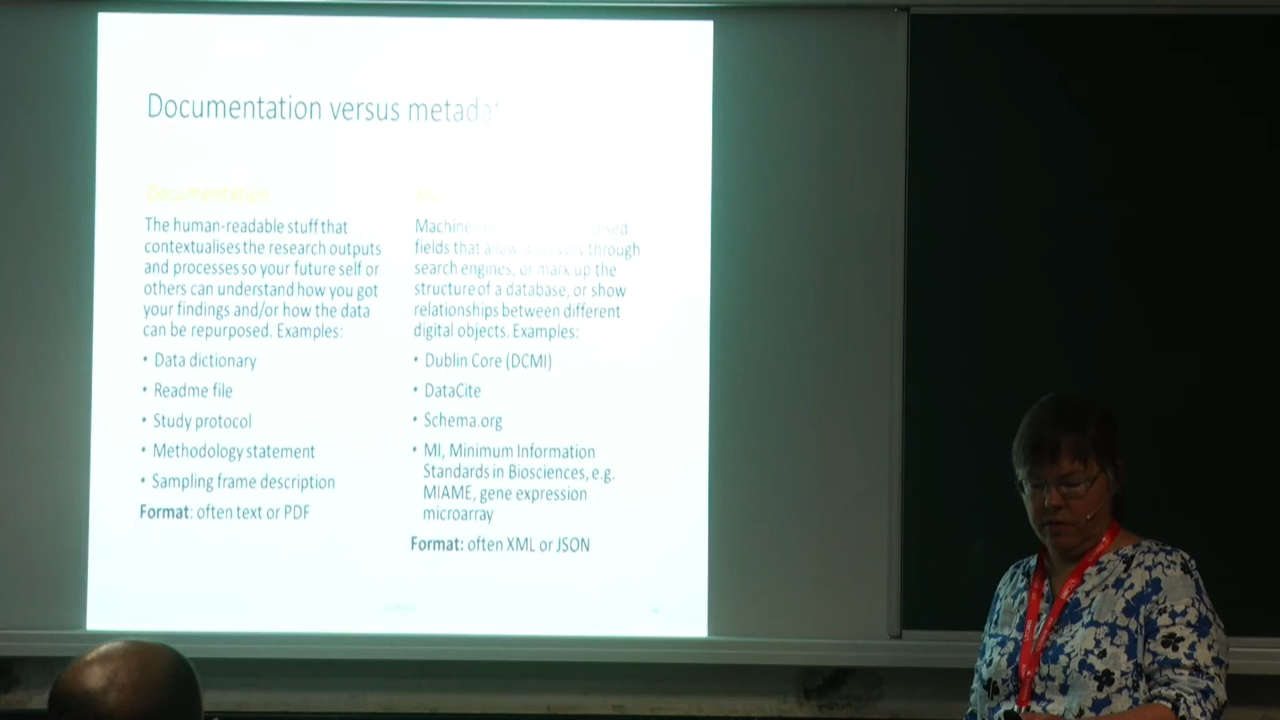 Documentation versus
Documentation
The human-readable stuff that
contextualises the research outputs
and processes so your future self or
others can understand how you got
your findings and/or how the data
can be repurposed. Examples:
• Data dictionary
• Readme file
• Study protocol
• Methodology statement
• Sampling frame description
Format: often text or PDF
Machine
fields that allow through
search engines, or mark up the
structure of a database, or show
relationships between different
digital objects. Examples:
• Dublin Core (DCMI)
• DataCite
• Schema.org
• MI, Minimum Information
Standards in Biosciences, e.g.
MIAME, gene expression
microarray
Format: often XML or JSON